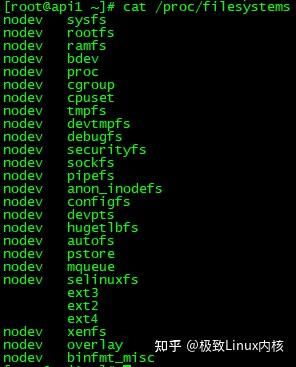 [root@api1 ~]# cat /proc/filesystems
nodev sysfs
nodev rootfs
nodev ramfs
nodev bdev
nodev proc
nodev cgroup
nodev cpuset
nodev tmpfs
nodev devtmpfs
nodev debugfs
nodev securityfs
nodev sockfs
nodev pipefs
nodev anon_inodefs
nodev configfs
nodev devpts
nodev hugetlbfs
nodev autofs
nodev pstore
nodev mqueue
nodev selinuxfs
ext3
ext2
ext4
nodev xenfs
nodev overlay
nodev binfmt_misc
知乎 @极致Linux内核